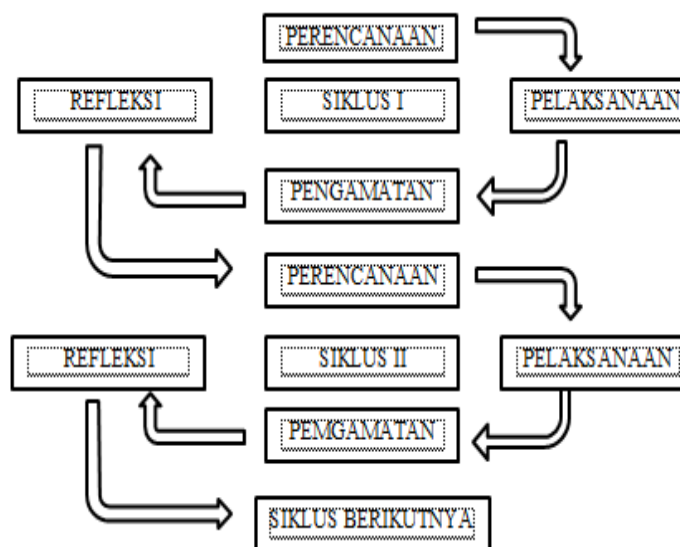 PERENCANAAN
REFLEKSI
SIKLUS I
PELAKSANAAN
PENGAMATAN
PERENCANAAN
REFLEKSI
SIKLUS II
PELAKSANAAN
PEMGAMATAN
SIKLUS BERIKUTNYA